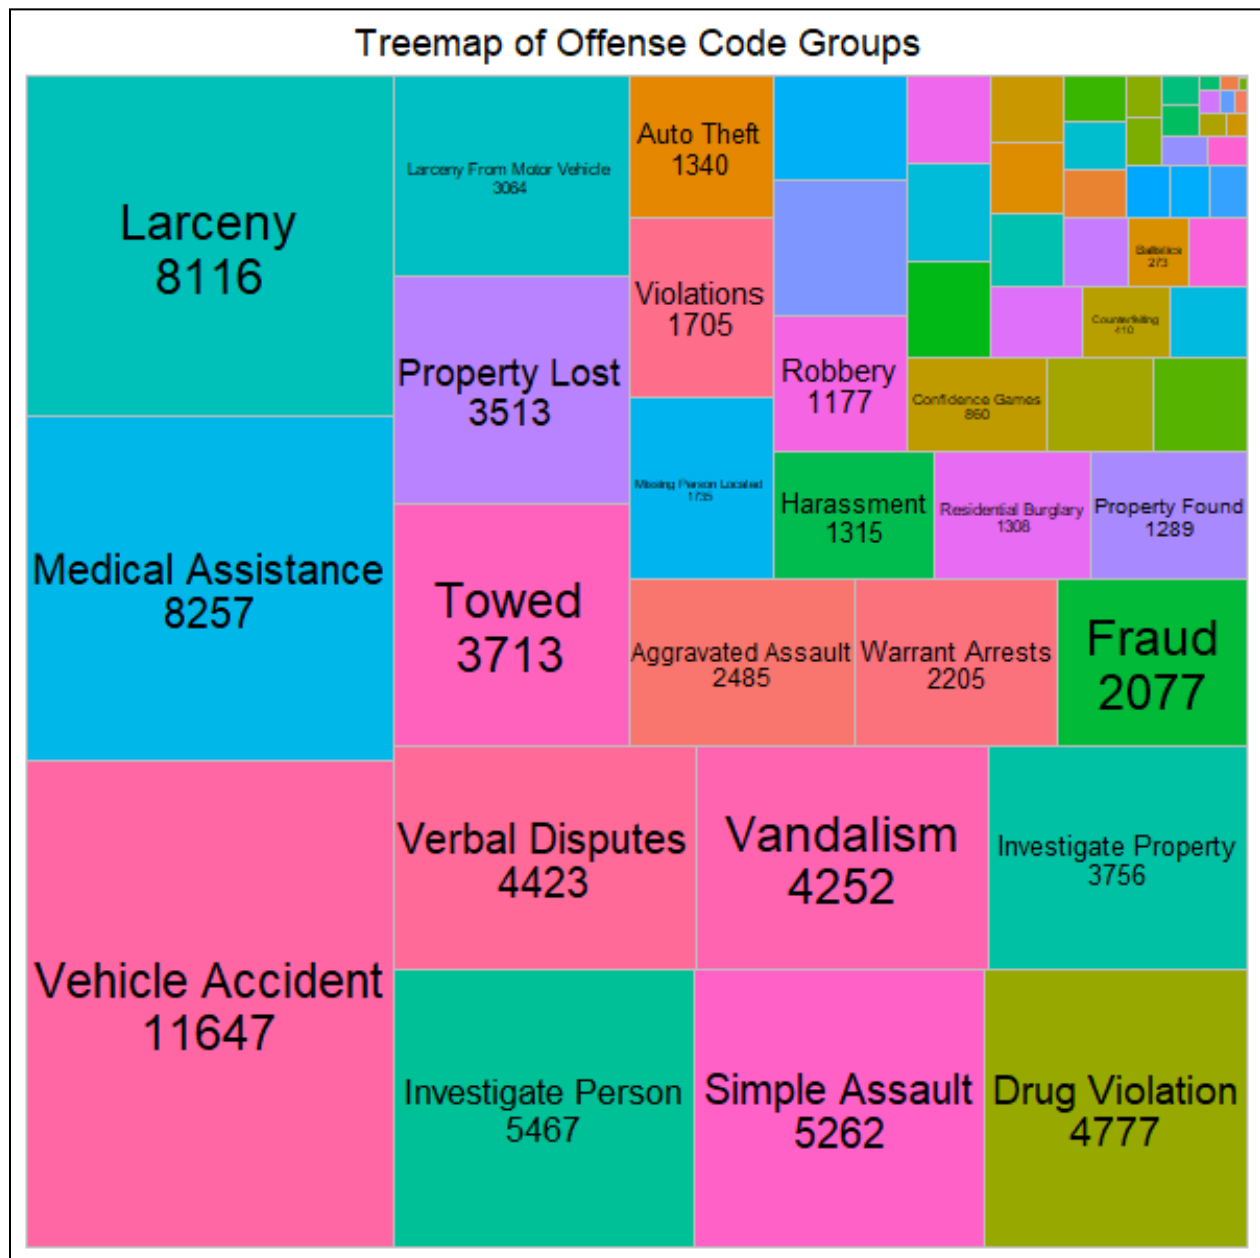 Treemap of Offense Code Groups
Larceny
8116
Larceny From Motor Vehicle
3064
Auto Theft
1340
Violations
1705
Ballistics
273
Counterfeiting
410
Property Lost
3513
Robbery
1177
Confidence Games
860
Missing Person Located
1735
Harassment
1315
Residential Burglary
1308
Property Found
1289
Medical Assistance
8257
Towed
3713
Aggravated Assault
2485
Warrant Arrests
2205
Fraud
2077
Verbal Disputes
4423
Vandalism
4252
Investigate Property
3756
Vehicle Accident
11647
Investigate Person
5467
Simple Assault
5262
Drug Violation
4777